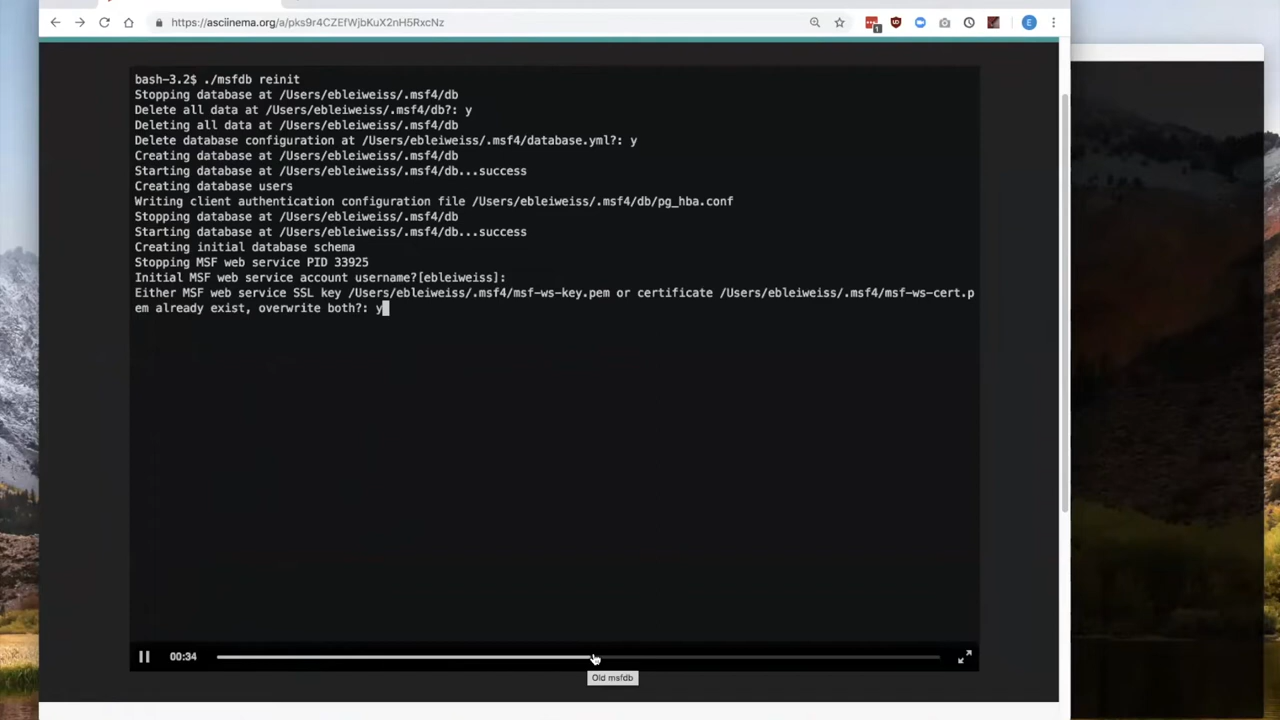 https://asciinema.org/a/pks9r4CZEfWjbKuX2nH5RxcNz
1
E
bash-3.2$ ./msfdb reinit
Stopping database at /Users/ebleiweiss/.msf4/db
Delete all data at /Users/ebleiweiss/.msf4/db?: y
Deleting all data at /Users/ebleiweiss/.msf4/db
Delete database configuration at /Users/ebleiweiss/.msf4/database.yml?: y
Creating database at /Users/ebleiweiss/.msf4/db
Starting database at /Users/ebleiweiss/.msf4/db...success
Creating database users
Writing client authentication configuration file /Users/ebleiweiss/.msf4/db/pg_hba.conf
Stopping database at /Users/ebleiweiss/.msf4/db
Starting database at /Users/ebleiweiss/.msf4/db...success
Creating initial database schema
Stopping MSF web service PID 33925
Initial MSF web service account username?[ebleiweiss]:
Either MSF web service SSL key /Users/ebleiweiss/.msf4/msf-ws-key.pem or certificate /Users/ebleiweiss/.msf4/msf-ws-cert.p
em already exist, overwrite both?: y
00:34
Old msfdb